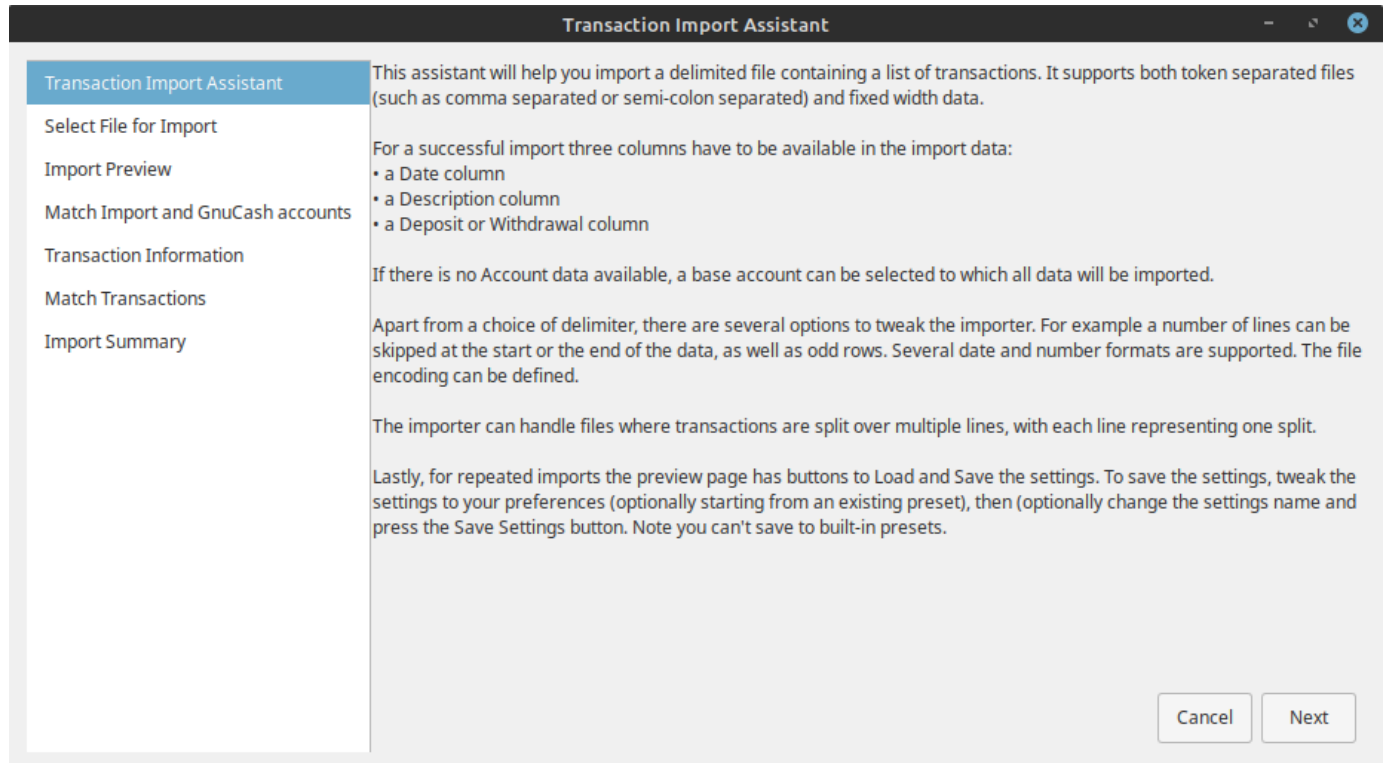 Transaction Import Assistant
Transaction Import Assistant
Select File for Import
Import Preview
Match Import and GnuCash accounts
Transaction Information
Match Transactions
Import Summary
This assistant will help you import a delimited file containing a list of transactions. It supports both token separated files
(such as comma separated or semi-colon separated) and fixed width data.
For a successful import three columns have to be available in the import data:
• a Date column
• a Description column
• a Deposit or Withdrawal column
If there is no Account data available, a base account can be selected to which all data will be imported.
Apart from a choice of delimiter, there are several options to tweak the importer. For example a number of lines can be
skipped at the start or the end of the data, as well as odd rows. Several date and number formats are supported. The file
encoding can be defined.
The importer can handle files where transactions are split over multiple lines, with each line representing one split.
Lastly, for repeated imports the preview page has buttons to Load and Save the settings. To save the settings, tweak the
settings to your preferences (optionally starting from an existing preset), then (optionally change the settings name and
press the Save Settings button. Note you can't save to built-in presets.
Cancel
Next